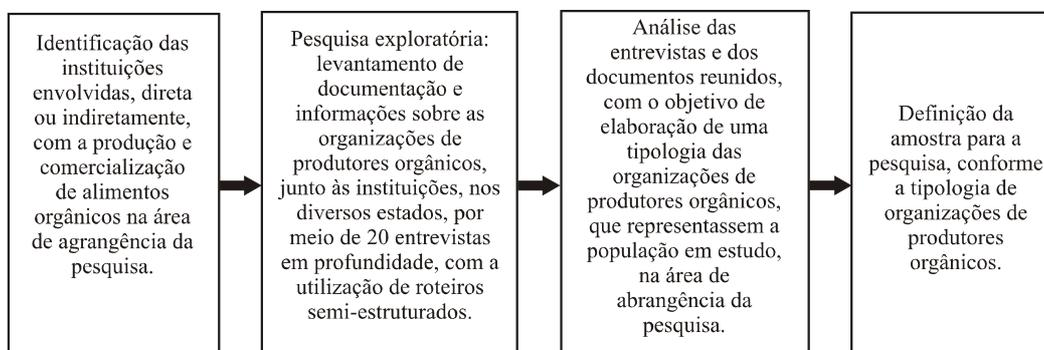 Identificação das
instituições
envolvidas, direta
ou indiretamente,
com a produção e
comercialização
de alimentos
orgânicos na área
de agrangência da
pesquisa.
Pesquisa exploratória:
levantamento de
documentação e
informações sobre as
organizações de
produtores orgânicos,
junto às instituições, nos
diversos estados, por
meio de 20 entrevistas
em profundidade, com a
utilização de roteiros
semi-estruturados.
Análise das
entrevistas e dos
documentos reunidos,
com o objetivo de
elaboração de uma
tipologia das
organizações de
produtores orgânicos,
que representassem a
população em estudo,
na área de
abrangência da
pesquisa.
Definição da
amostra para a
pesquisa, conforme
a tipologia de
organizações de
produtores
orgânicos.